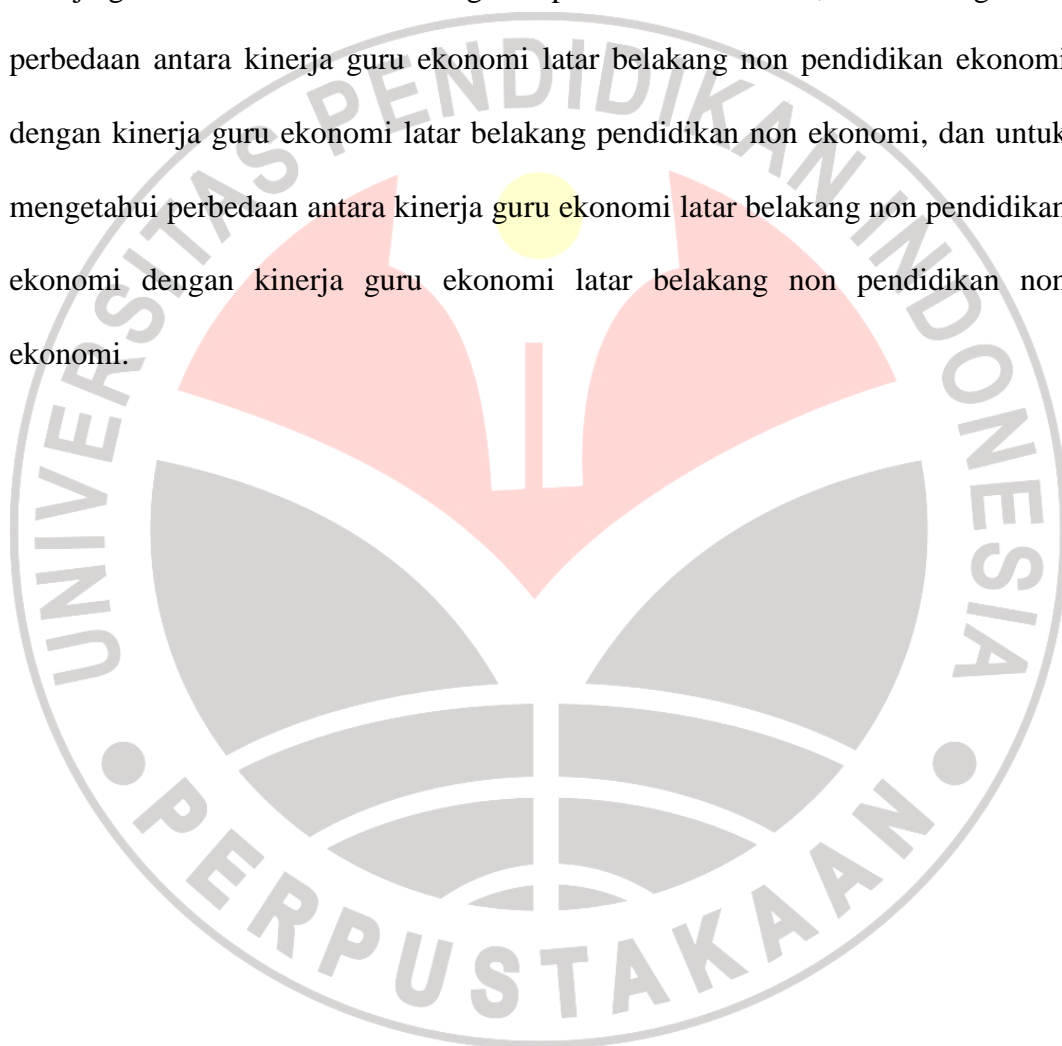 perbedaan antara kinerja guru ekonomi latar belakang non pendidikan ekonomi
dengan kinerja guru ekonomi latar belakang pendidikan non ekonomi, dan untuk
mengetahui perbedaan antara kinerja guru ekonomi latar belakang non pendidikan
ekonomi dengan kinerja guru ekonomi latar belakang non pendidikan non
ekonomi.
UNIVERSITAS PENDIDIKAN INDONESIA
PERPUSTAKAAN